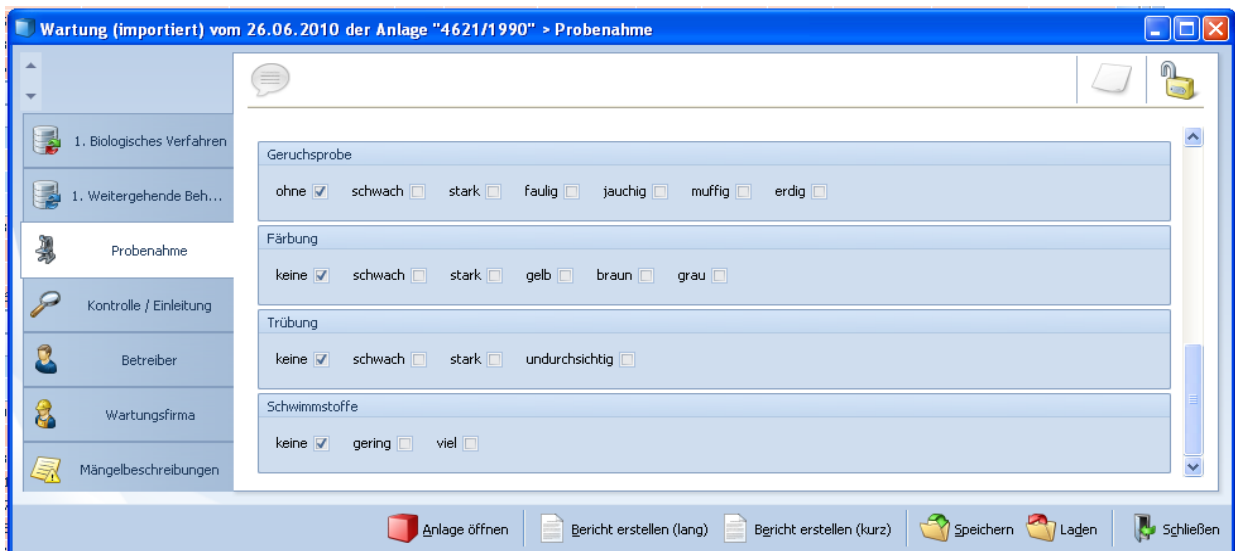 Wartung (importiert) vom 26.06.2010 der Anlage "4621/1990" > Probenahme
1. Biologisches Verfahren
1. Weitergehende Beh...
Probenahme
Kontrolle / Einleitung
Betreiber
Wartungsfirma
Mängelbeschreibungen
Geruchsprobe
ohne schwach stark faulig jauchig muffig erdig
Färbung
keine schwach stark gelb braun grau
Trübung
keine schwach stark undurchsichtig
Schwimmstoffe
keine gering viel
Anlage öffnen Bericht erstellen (lang) Bericht erstellen (kurz) Speichern Laden Schließen